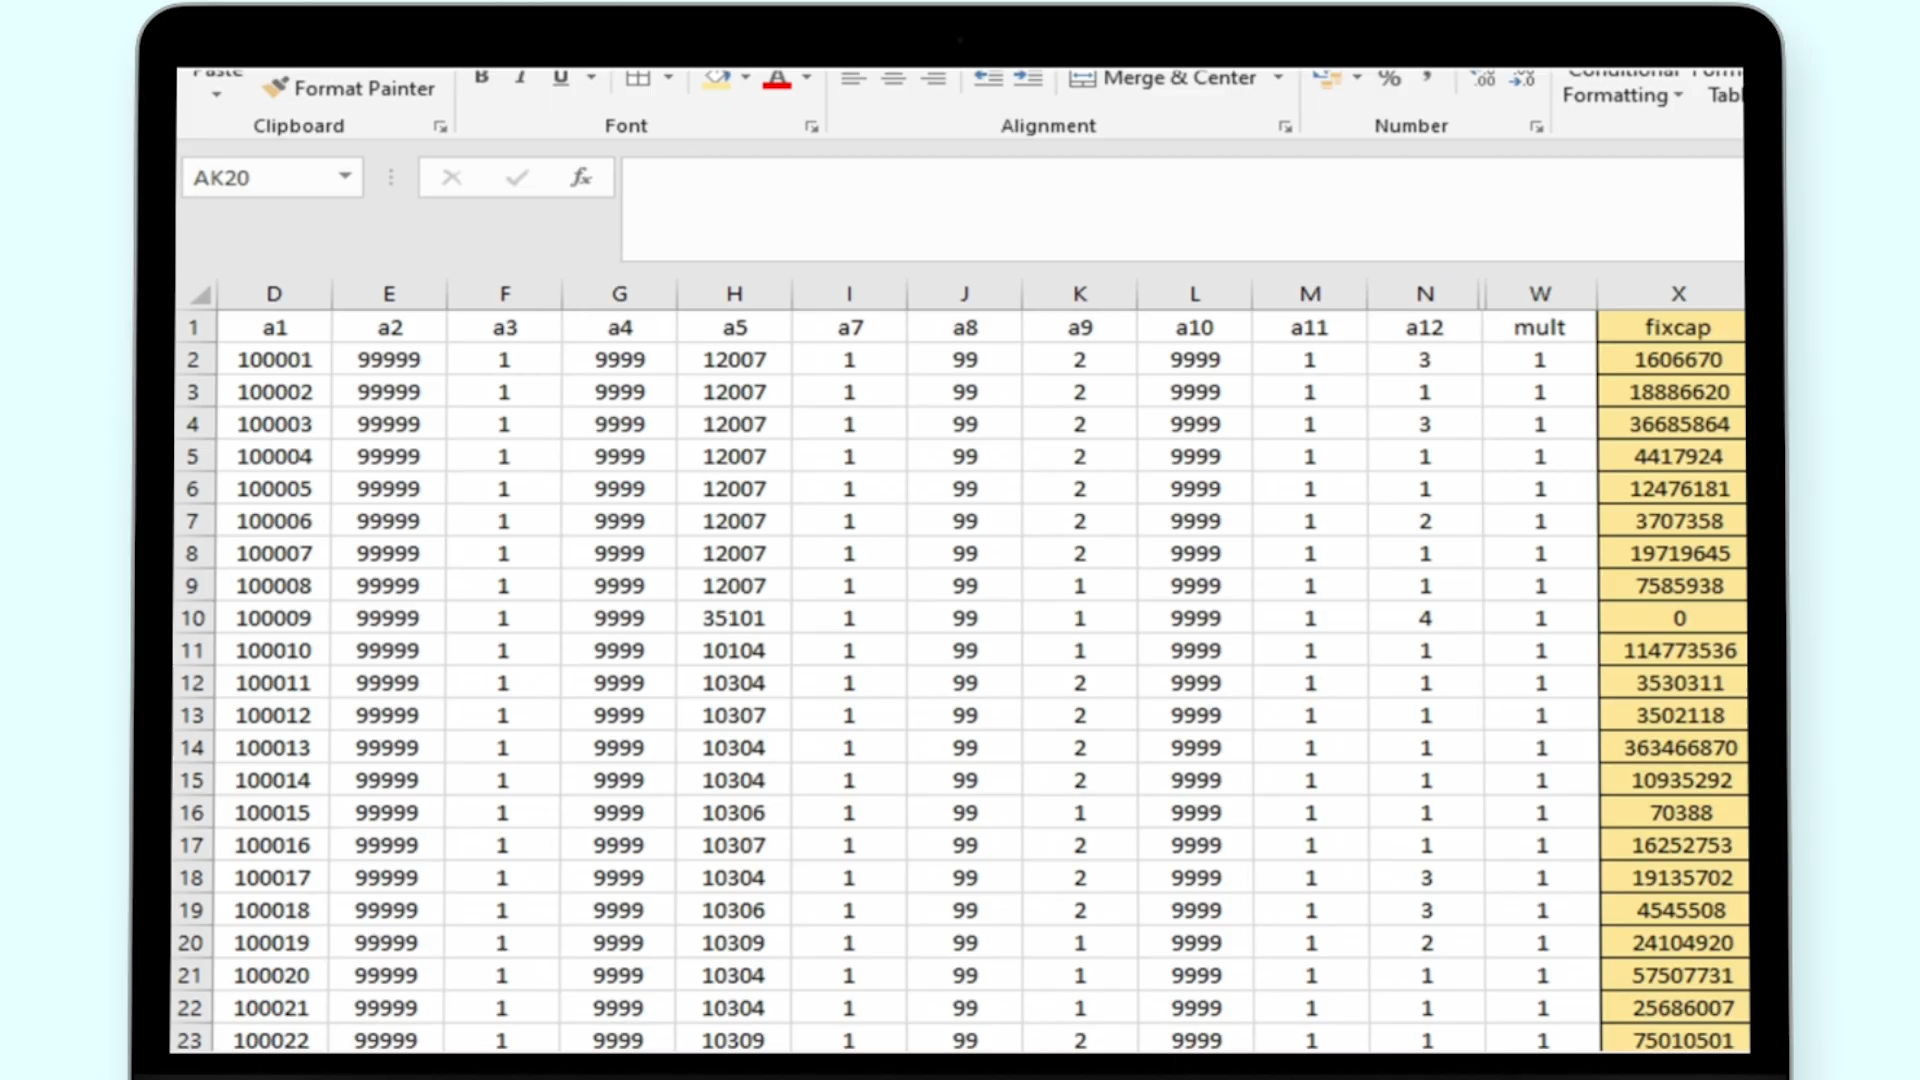 Paste Format Painter B I U A Merge & Center % , .00 .00 →.0 Conditional
Formatting
Clipboard Font Alignment Number
AK20 fx
D E F G H I J K L M N W X
1 a1 a2 a3 a4 a5 a7 a8 a9 a10 a11 a12 mult fixcap
2 100001 99999 1 9999 12007 1 99 2 9999 1 3 1 1606670
3 100002 99999 1 9999 12007 1 99 2 9999 1 1 1 18886620
4 100003 99999 1 9999 12007 1 99 2 9999 1 3 1 36685864
5 100004 99999 1 9999 12007 1 99 2 9999 1 1 1 4417924
6 100005 99999 1 9999 12007 1 99 2 9999 1 1 1 12476181
7 100006 99999 1 9999 12007 1 99 2 9999 1 2 1 3707358
8 100007 99999 1 9999 12007 1 99 2 9999 1 1 1 19719645
9 100008 99999 1 9999 12007 1 99 1 9999 1 1 1 7585938
10 100009 99999 1 9999 35101 1 99 1 9999 1 4 1 0
11 100010 99999 1 9999 10104 1 99 1 9999 1 1 1 114773536
12 100011 99999 1 9999 10304 1 99 2 9999 1 1 1 3530311
13 100012 99999 1 9999 10307 1 99 2 9999 1 1 1 3502118
14 100013 99999 1 9999 10304 1 99 2 9999 1 1 1 363466870
15 100014 99999 1 9999 10304 1 99 2 9999 1 1 1 10935292
16 100015 99999 1 9999 10306 1 99 1 9999 1 1 1 70388
17 100016 99999 1 9999 10307 1 99 2 9999 1 1 1 16252753
18 100017 99999 1 9999 10304 1 99 2 9999 1 3 1 19135702
19 100018 99999 1 9999 10306 1 99 2 9999 1 3 1 4545508
20 100019 99999 1 9999 10309 1 99 1 9999 1 2 1 24104920
21 100020 99999 1 9999 10304 1 99 1 9999 1 1 1 57507731
22 100021 99999 1 9999 10304 1 99 1 9999 1 1 1 25686007
23 100022 99999 1 9999 10309 1 99 2 9999 1 1 1 75010501